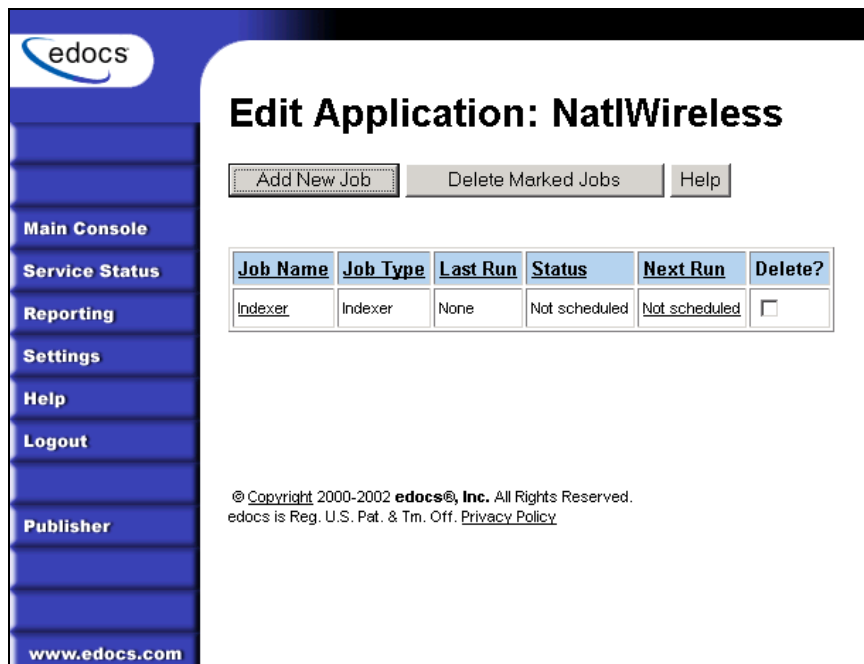 edocs
Edit Application: NatlWireless
Add New Job Delete Marked Jobs Help
Main Console
Service Status
Reporting
Settings
Help
Logout
Publisher
www.edocs.com
Job Name Job Type Last Run Status Next Run Delete?
Indexer Indexer None Not scheduled Not scheduled
© Copyright 2000-2002 edocs®, Inc. All Rights Reserved.
edocs is Reg. U.S. Pat. & Tm. Off. Privacy Policy